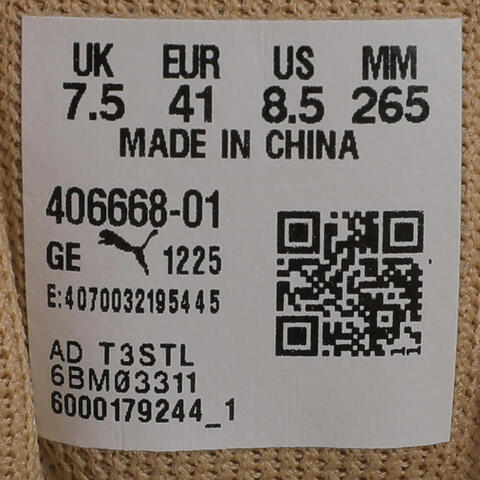 UK EUR US MM
7.5 41 8.5 265
MADE IN CHINA
406668-01
GE 1225
E:4070032195445
AD T3STL
6BMØ3311
6000179244_1